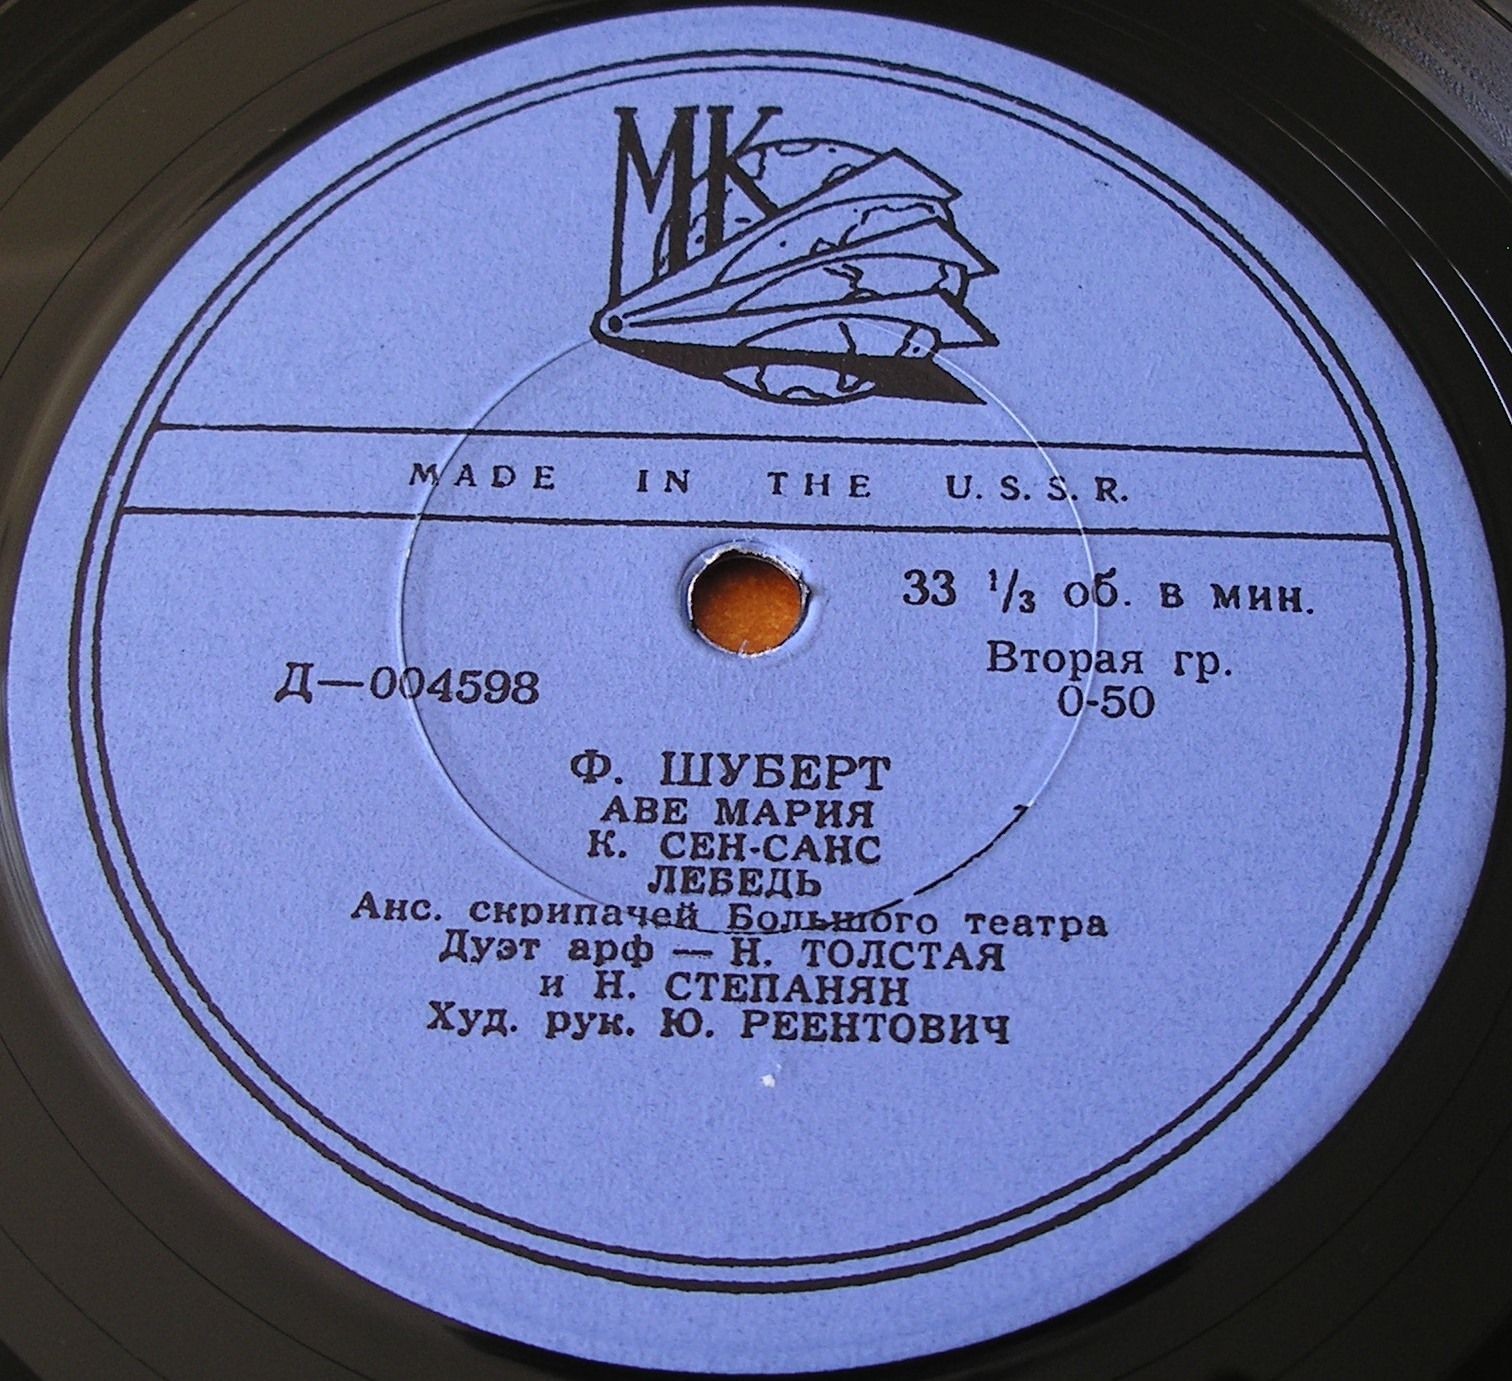 МК
MADE IN THE U.S.S.R.
33 1/3 об. в мин.
Вторая гр.
Д—004598
0-50
Ф. ШУБЕРТ
АВЕ МАРИЯ
К. СЕН-САНС
ЛЕБЕДЬ
Анс. скрипачей Большого театра
Дуэт арф — Н. ТОЛСТАЯ
и Н. СТЕПАНЯН
Худ. рук. Ю. РЕЕНТОВИЧ